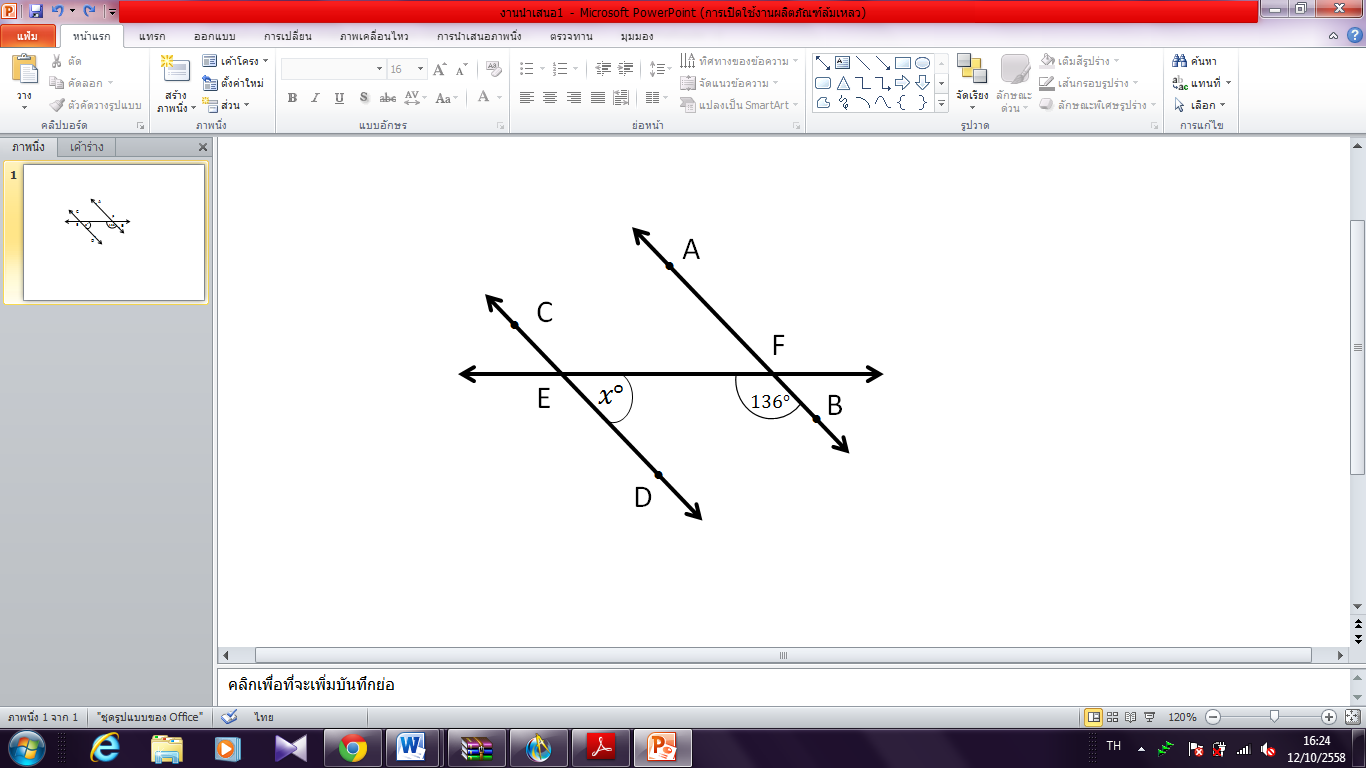 งานนำเสนอ1 - Microsoft PowerPoint (การเปิดใช้งานผลิตภัณฑ์ล้มเหลว)
แฟ้ม หน้าแรก แทรก ออกแบบ การเปลี่ยน ภาพเคลื่อนไหว การนำเสนอภาพนิ่ง ตรวจทาน มุมมอง
วาง
ตัด
คัดลอก
ตัวคัดวางรูปแบบ
คลิปบอร์ด
สร้าง
ภาพนิ่ง
เค้าโครง
ตั้งค่าใหม่
ส่วน
ภาพนิ่ง
16
B I U S abc AV Aa A
แบบอักษร
ทิศทางของข้อความ
จัดแนวข้อความ
แปลงเป็น SmartArt
ย่อหน้า
จัดเรียง
ลักษณะ
ด่วน
เติมสีรูปร่าง
เส้นกรอบรูปร่าง
ลักษณะพิเศษรูปร่าง
รูปวาด
ค้นหา
แทนที่
เลือก
การแก้ไข
ภาพนิ่ง เค้าร่าง
1
A
C
F
E
x°
136°
B
D
คลิกเพื่อที่จะเพิ่มบันทึกย่อ
ภาพนิ่ง 1 จาก 1 "ชุดรูปแบบของ Office" ไทย 120%
TH
16:24
12/10/2558